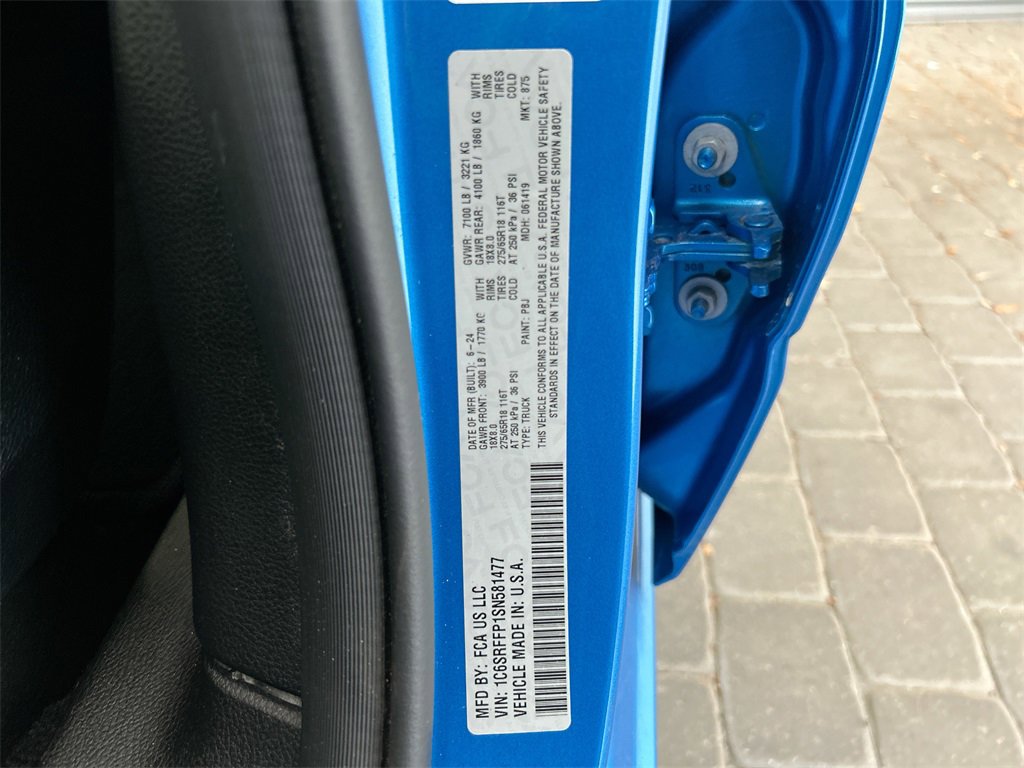 MFD BY: FCA US LLC
VIN: 1C6SRFFP1SN581477
VEHICLE MADE IN: U.S.A.
DATE OF MFR (BUILT): 6-24 GVWR: 7100 LB / 3221 KG
GAWR FRONT: 3900 LB / 1770 KG WITH GAWR REAR: 4100 LB / 1860 KG WITH
18X8.0 RIMS 18X8.0 RIMS
275/65R18 116T TIRES 275/65R18 116T TIRES
AT 250 kPa / 36 PSI COLD AT 250 kPa / 36 PSI COLD
TYPE: TRUCK PAINT: PBJ MDH: 061419 MKT: 875
THIS VEHICLE CONFORMS TO ALL APPLICABLE U.S.A. FEDERAL MOTOR VEHICLE SAFETY
STANDARDS IN EFFECT ON THE DATE OF MANUFACTURE SHOWN ABOVE.